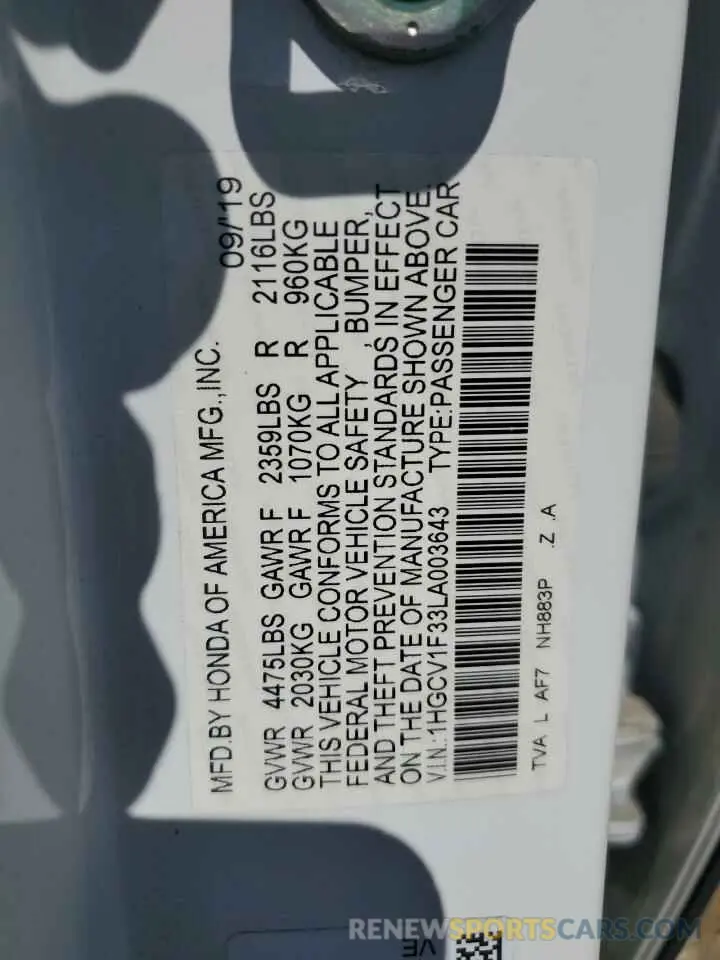 MFD.BY HONDA OF AMERICA MFG.,INC. 09/'19
GVWR 4475LBS GAWR F 2359LBS R 2116LBS
GVWR 2030KG GAWR F 1070KG R 960KG
THIS VEHICLE CONFORMS TO ALL APPLICABLE
FEDERAL MOTOR VEHICLE SAFETY , BUMPER,
AND THEFT PREVENTION STANDARDS IN EFFECT
ON THE DATE OF MANUFACTURE SHOWN ABOVE.
V.I.N.:1HGCV1F33LA003643 TYPE:PASSENGER CAR
TVA L AF7 NH883P .Z .A
VE
RENEWSPORTSCARS.COM